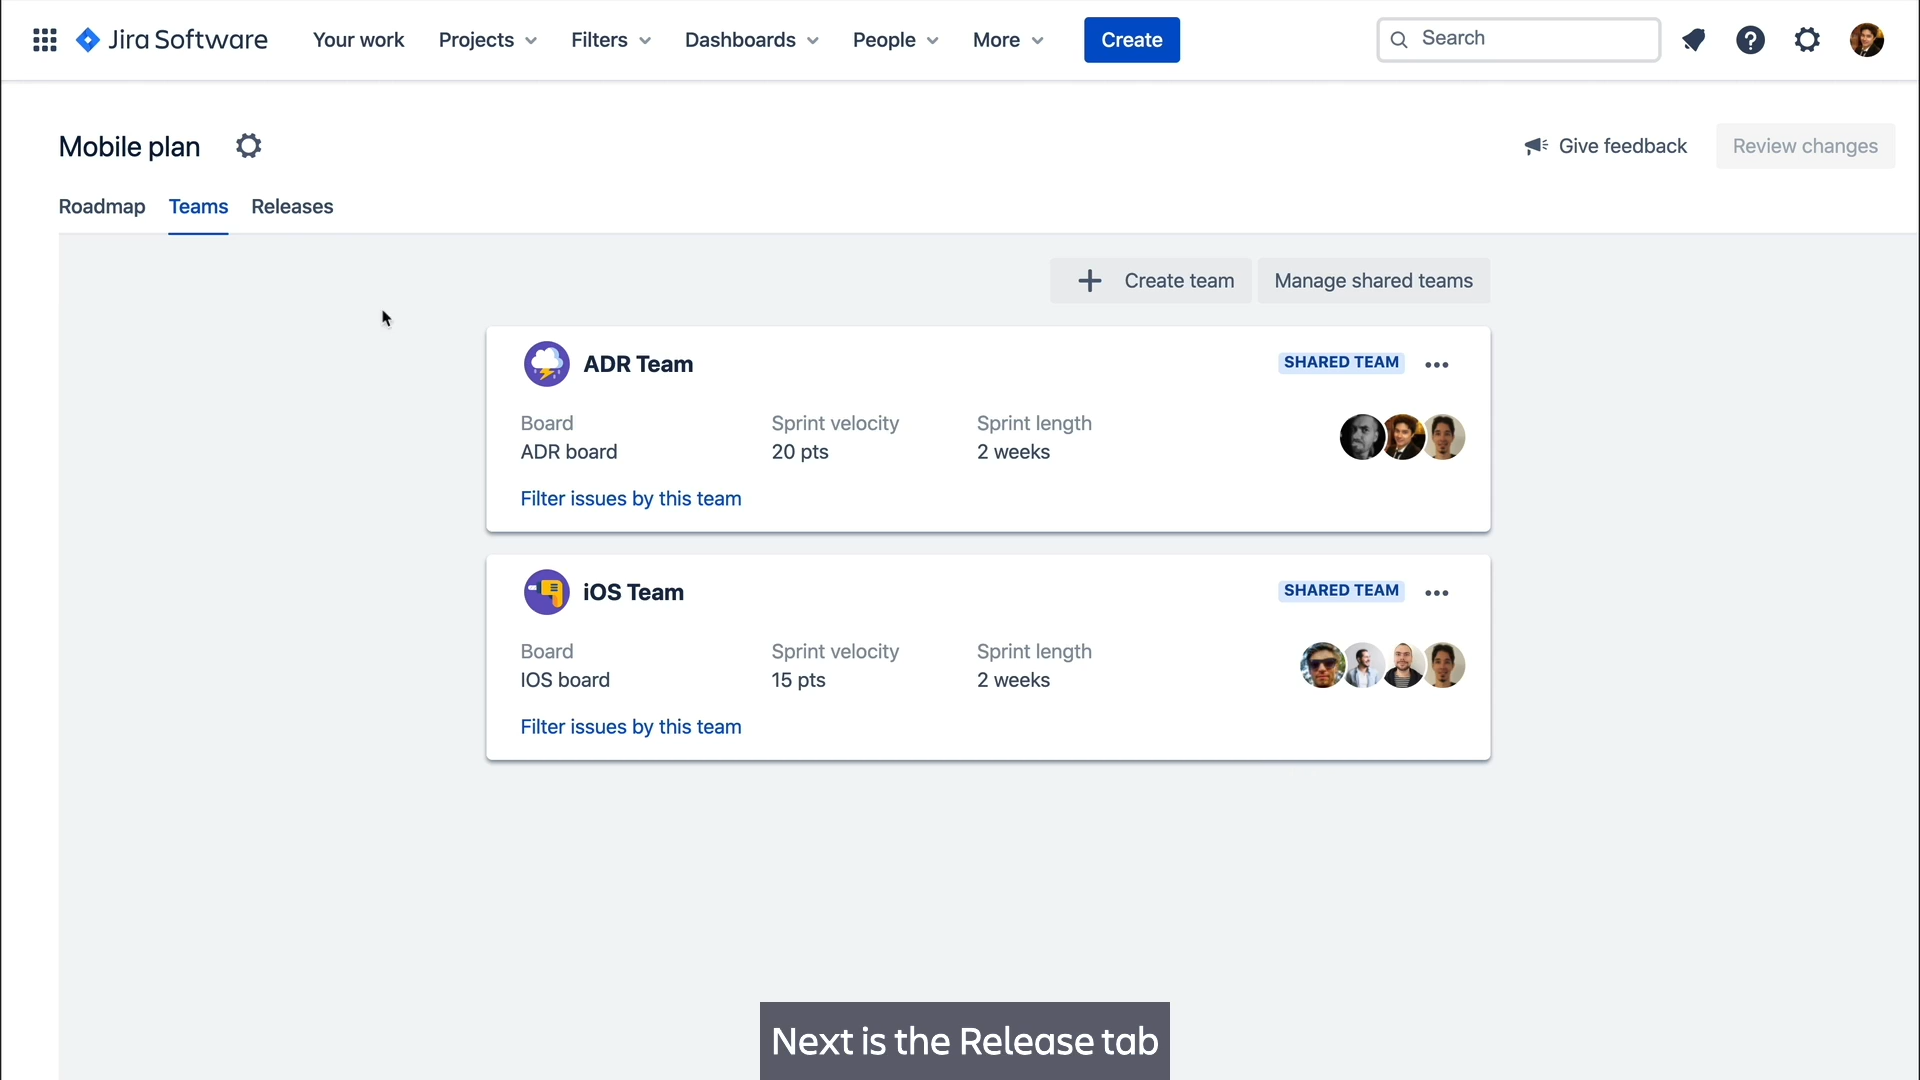 Jira Software Your work Projects Filters Dashboards People More Create Search
Mobile plan Give feedback Review changes
Roadmap Teams Releases
Create team Manage shared teams
ADR Team SHARED TEAM
Board Sprint velocity Sprint length
ADR board 20 pts 2 weeks
Filter issues by this team
iOS Team SHARED TEAM
Board Sprint velocity Sprint length
IOS board 15 pts 2 weeks
Filter issues by this team
Next is the Release tab